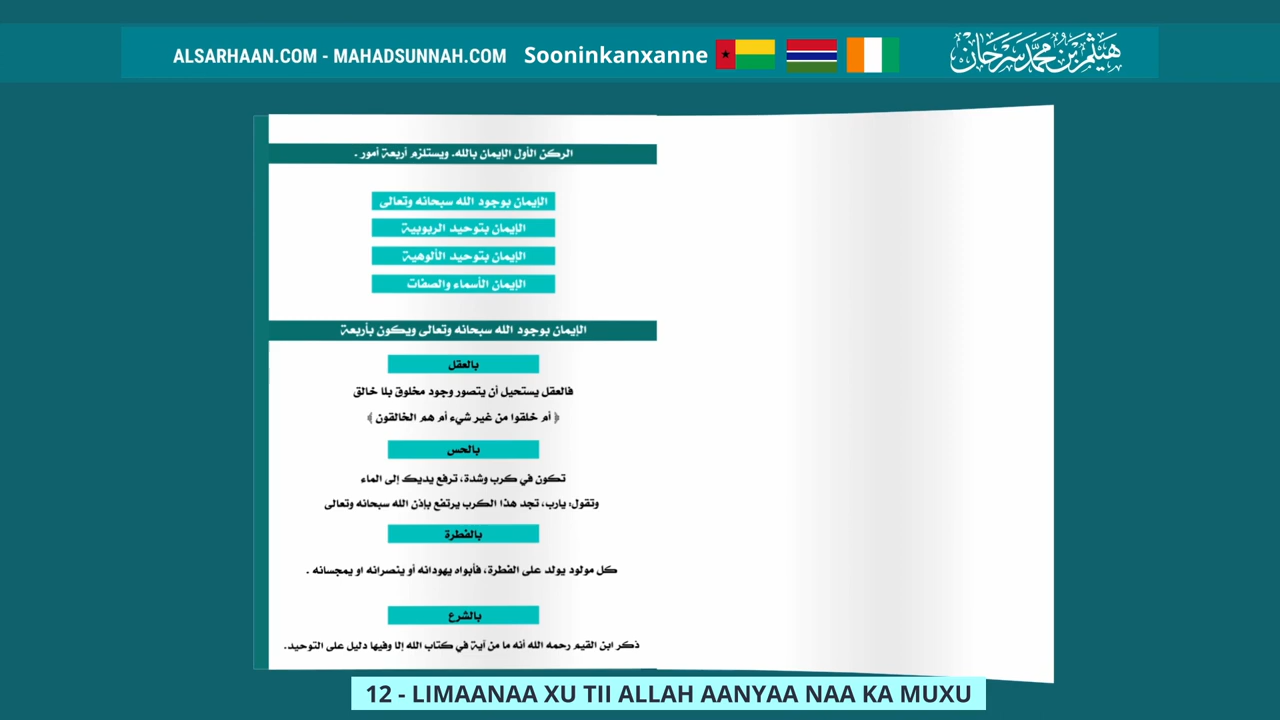 ALSARHAAN.COM - MAHADSUNNAH.COM Sooninkanxanne هيثم بن محمد سرحان
الركن الأول الإيمان بالله. ويستلزم أربعة أمور .
الإيمان بوجود الله سبحانه وتعالى
الإيمان بتوحيد الربوبية
الإيمان بتوحيد الألوهية
الإيمان الأسماء والصفات
الإيمان بوجود الله سبحانه وتعالى ويكون بأربعة
بالعقل
فالعقل يستحيل أن يتصور وجود مخلوق بلا خالق
﴿ أم خلقوا من غير شيء أم هم الخالقون ﴾
بالحس
تكون في كرب وشدة، ترفع يديك إلى الماء
وتقول: يارب، تجد هذا الكرب يرتفع بإذن الله سبحانه وتعالى
بالفطرة
كل مولود يولد على الفطرة، فأبواه يهودانه أو ينصرانه او يمجسانه .
بالشرع
ذكر ابن القيم رحمه الله أنه ما من آية في كتاب الله إلا وفيها دليل على التوحيد.
12 - LIMAANAA XU TII ALLAH AANYAA NAA KA MUXU